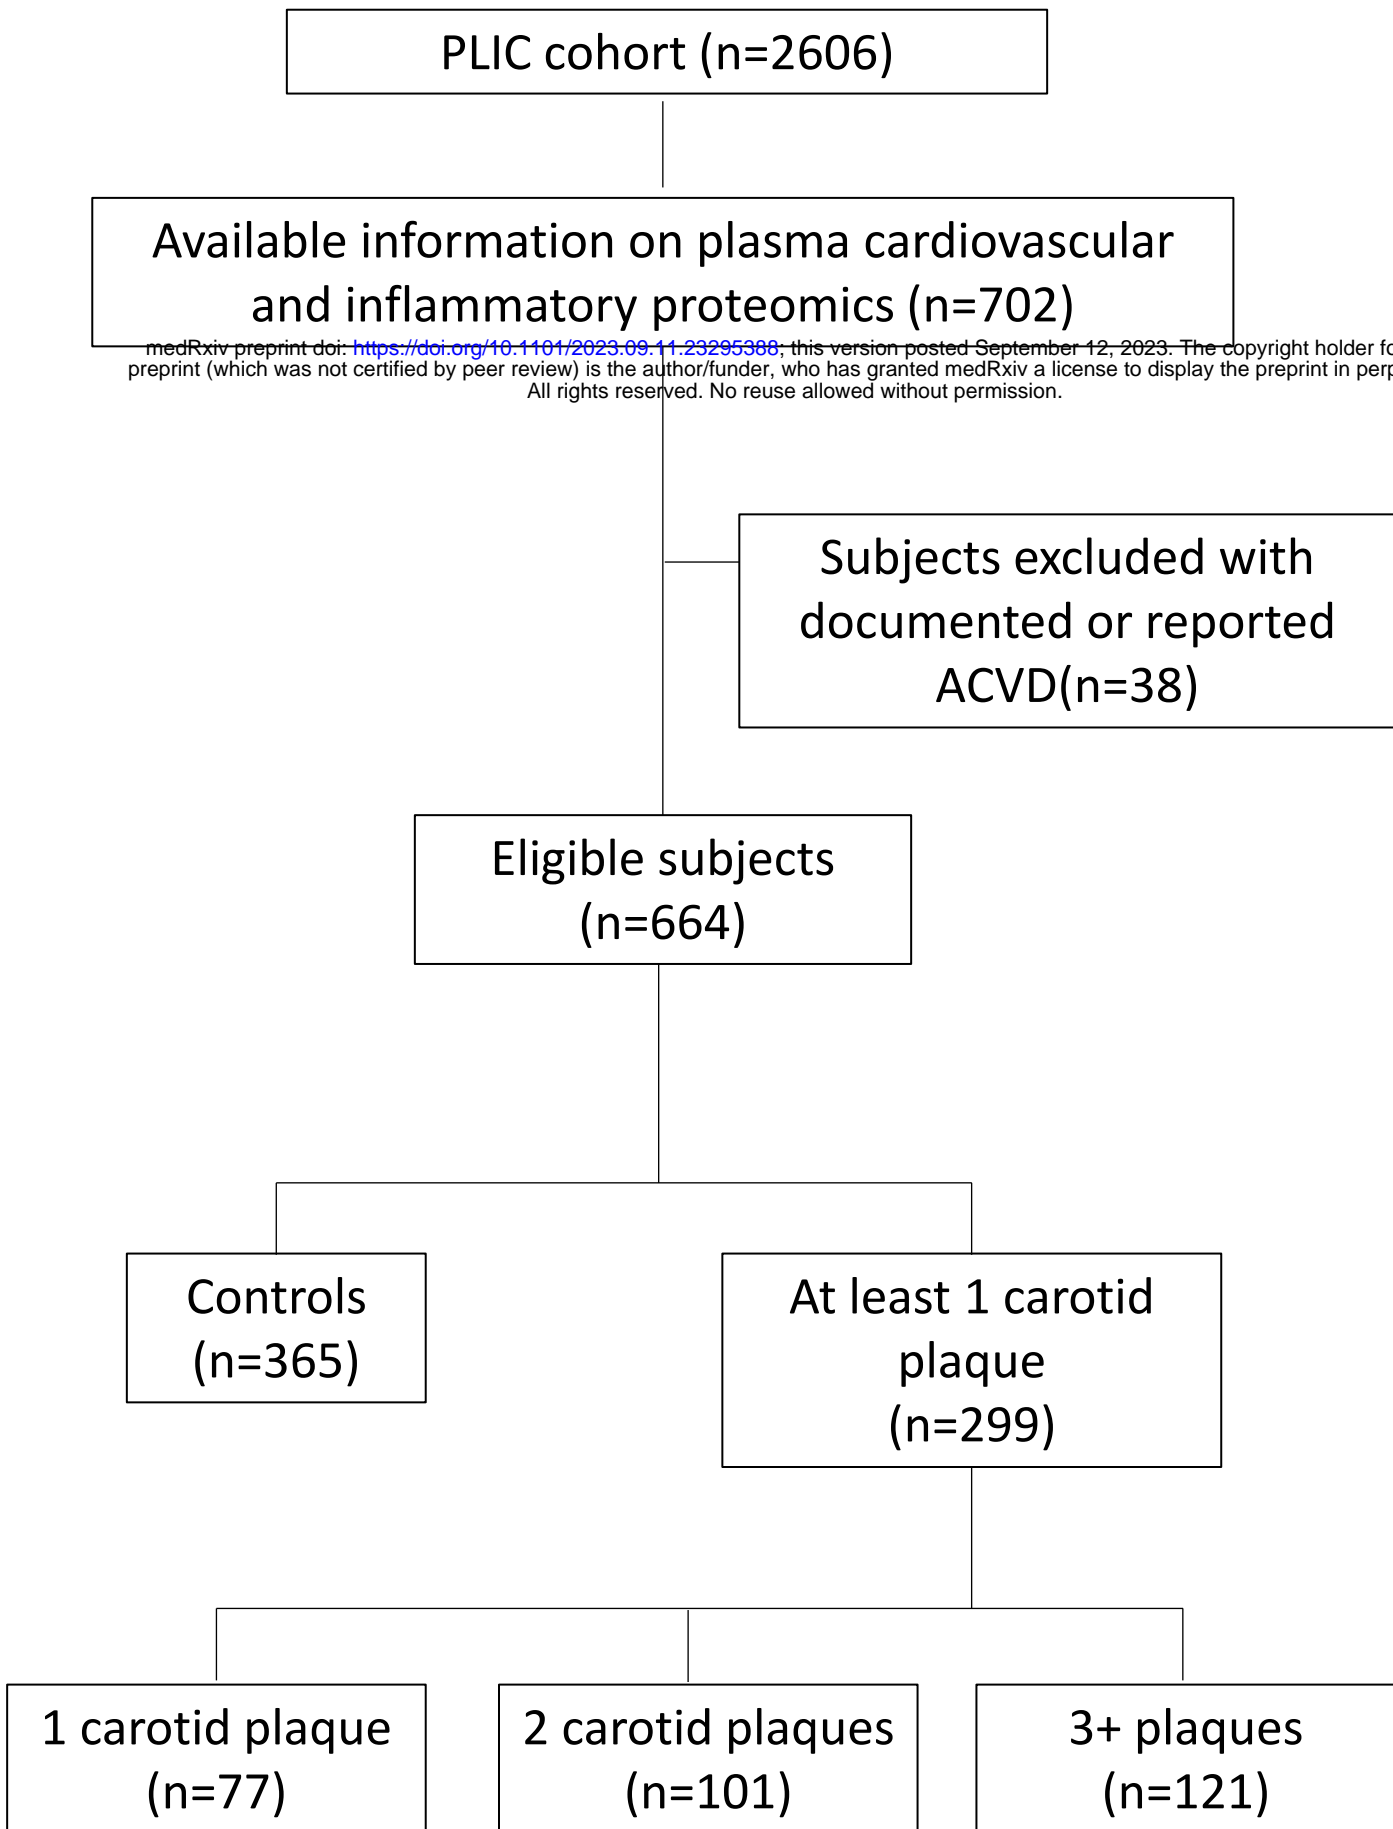 PLIC cohort (n=2606)
Available information on plasma cardiovascular
and inflammatory proteomics (n=702)
medRxiv preprint doi: https://doi.org/10.1101/2023.09.11.23295388; this version posted September 12, 2023. The copyright holder fo
preprint (which was not certified by peer review) is the author/funder, who has granted medRxiv a license to display the preprint in perp
All rights reserved. No reuse allowed without permission.
Subjects excluded with
documented or reported
ACVD(n=38)
Eligible subjects
(n=664)
Controls
(n=365)
At least 1 carotid
plaque
(n=299)
1 carotid plaque
(n=77)
2 carotid plaques
(n=101)
3+ plaques
(n=121)